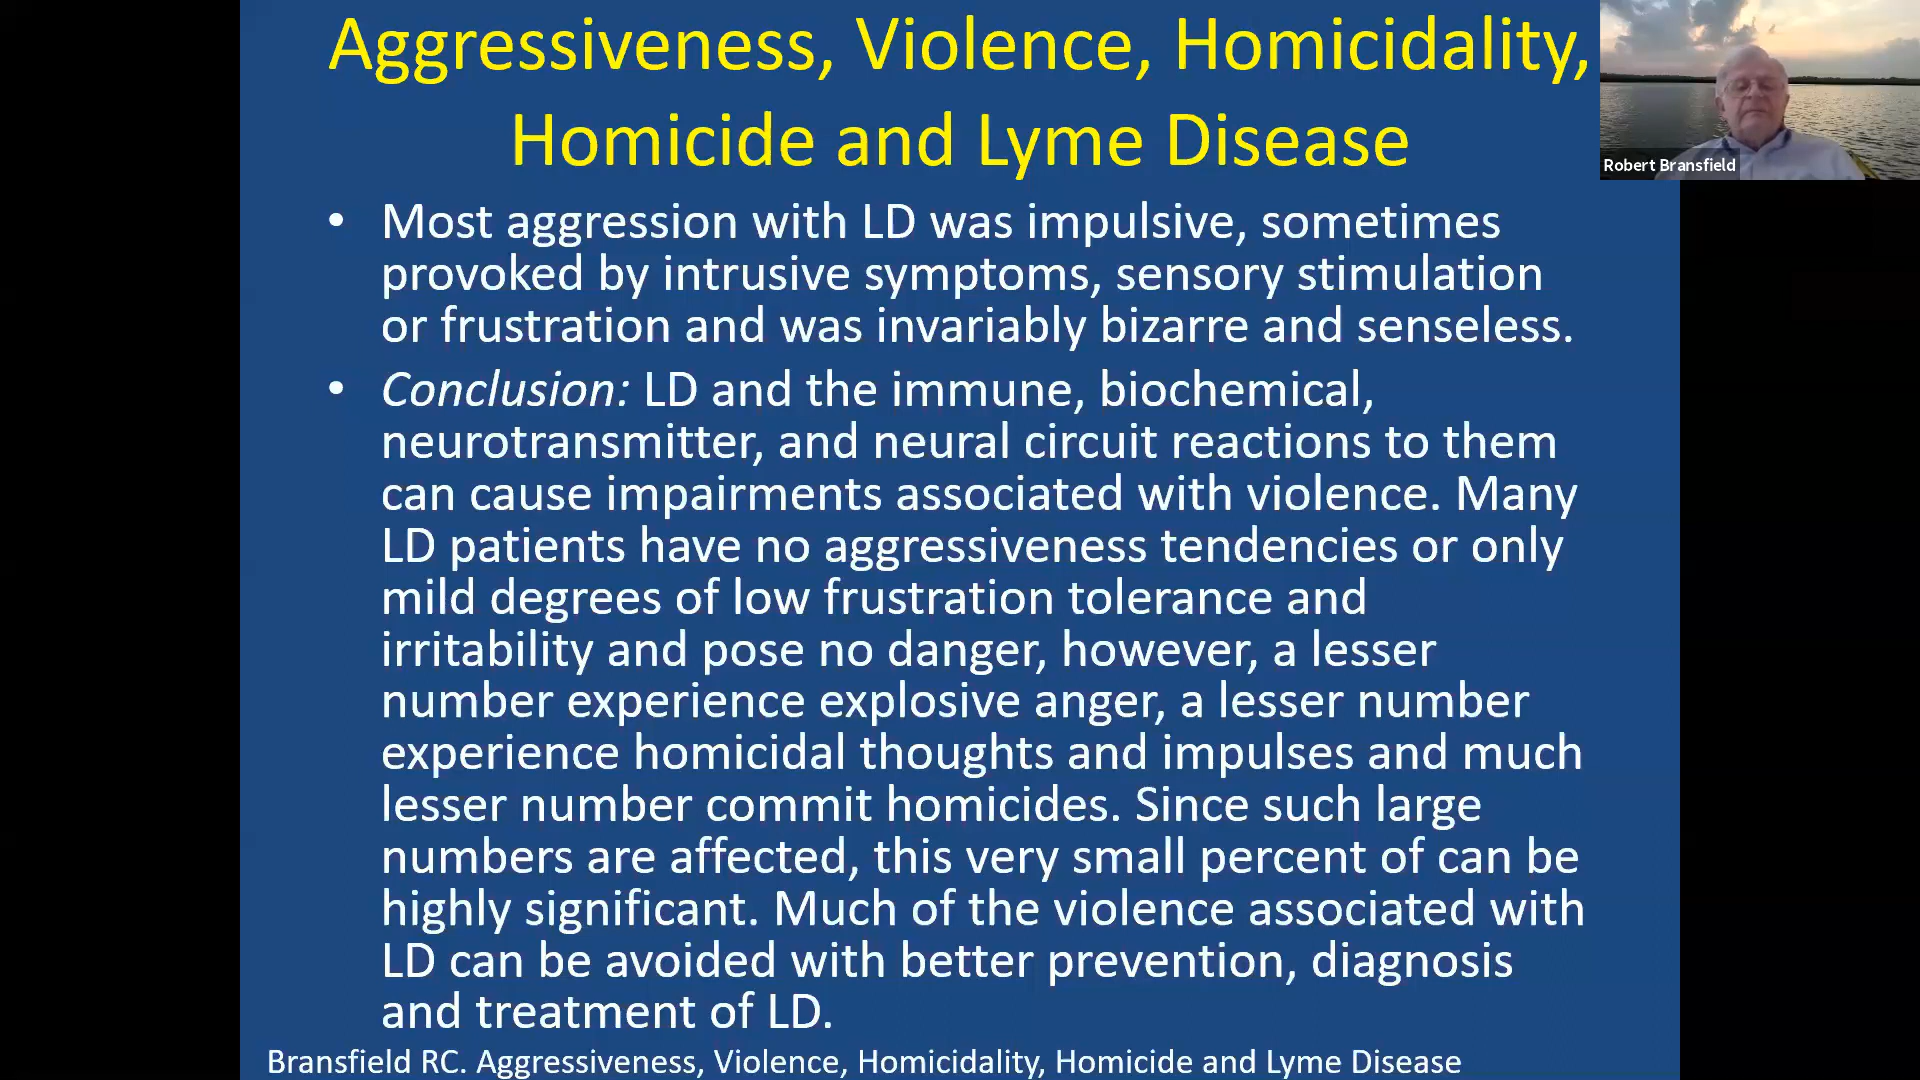 Aggressiveness, Violence, Homicidality,
Homicide and Lyme Disease
Robert Bransfield
• Most aggression with LD was impulsive, sometimes
provoked by intrusive symptoms, sensory stimulation
or frustration and was invariably bizarre and senseless.
• Conclusion: LD and the immune, biochemical,
neurotransmitter, and neural circuit reactions to them
can cause impairments associated with violence. Many
LD patients have no aggressiveness tendencies or only
mild degrees of low frustration tolerance and
irritability and pose no danger, however, a lesser
number experience explosive anger, a lesser number
experience homicidal thoughts and impulses and much
lesser number commit homicides. Since such large
numbers are affected, this very small percent of can be
highly significant. Much of the violence associated with
LD can be avoided with better prevention, diagnosis
and treatment of LD.
Bransfield RC. Aggressiveness, Violence, Homicidality, Homicide and Lyme Disease